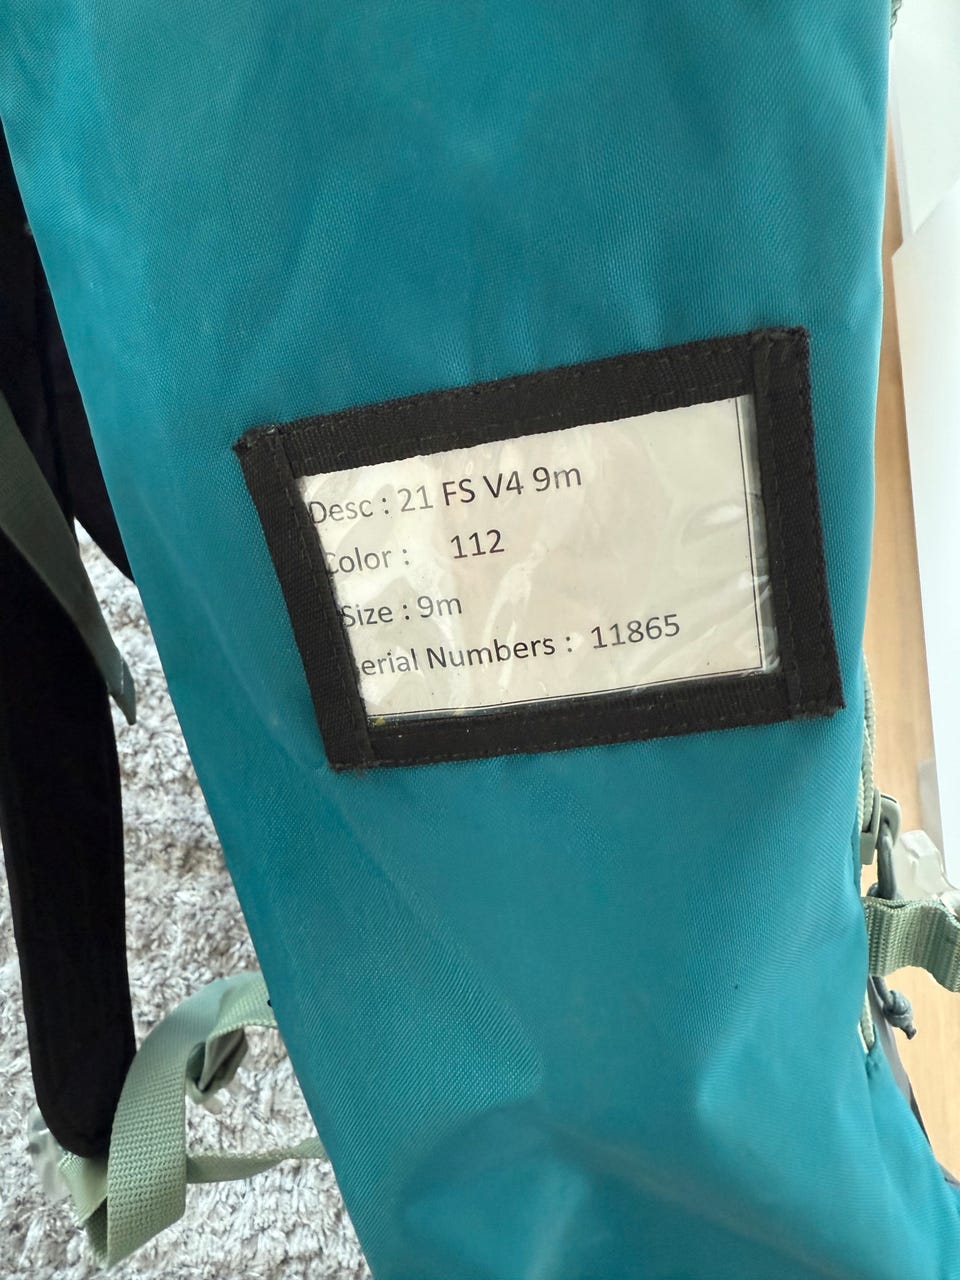 Desc : 21 FS V4 9m
Color : 112
Size : 9m
erial Numbers : 11865